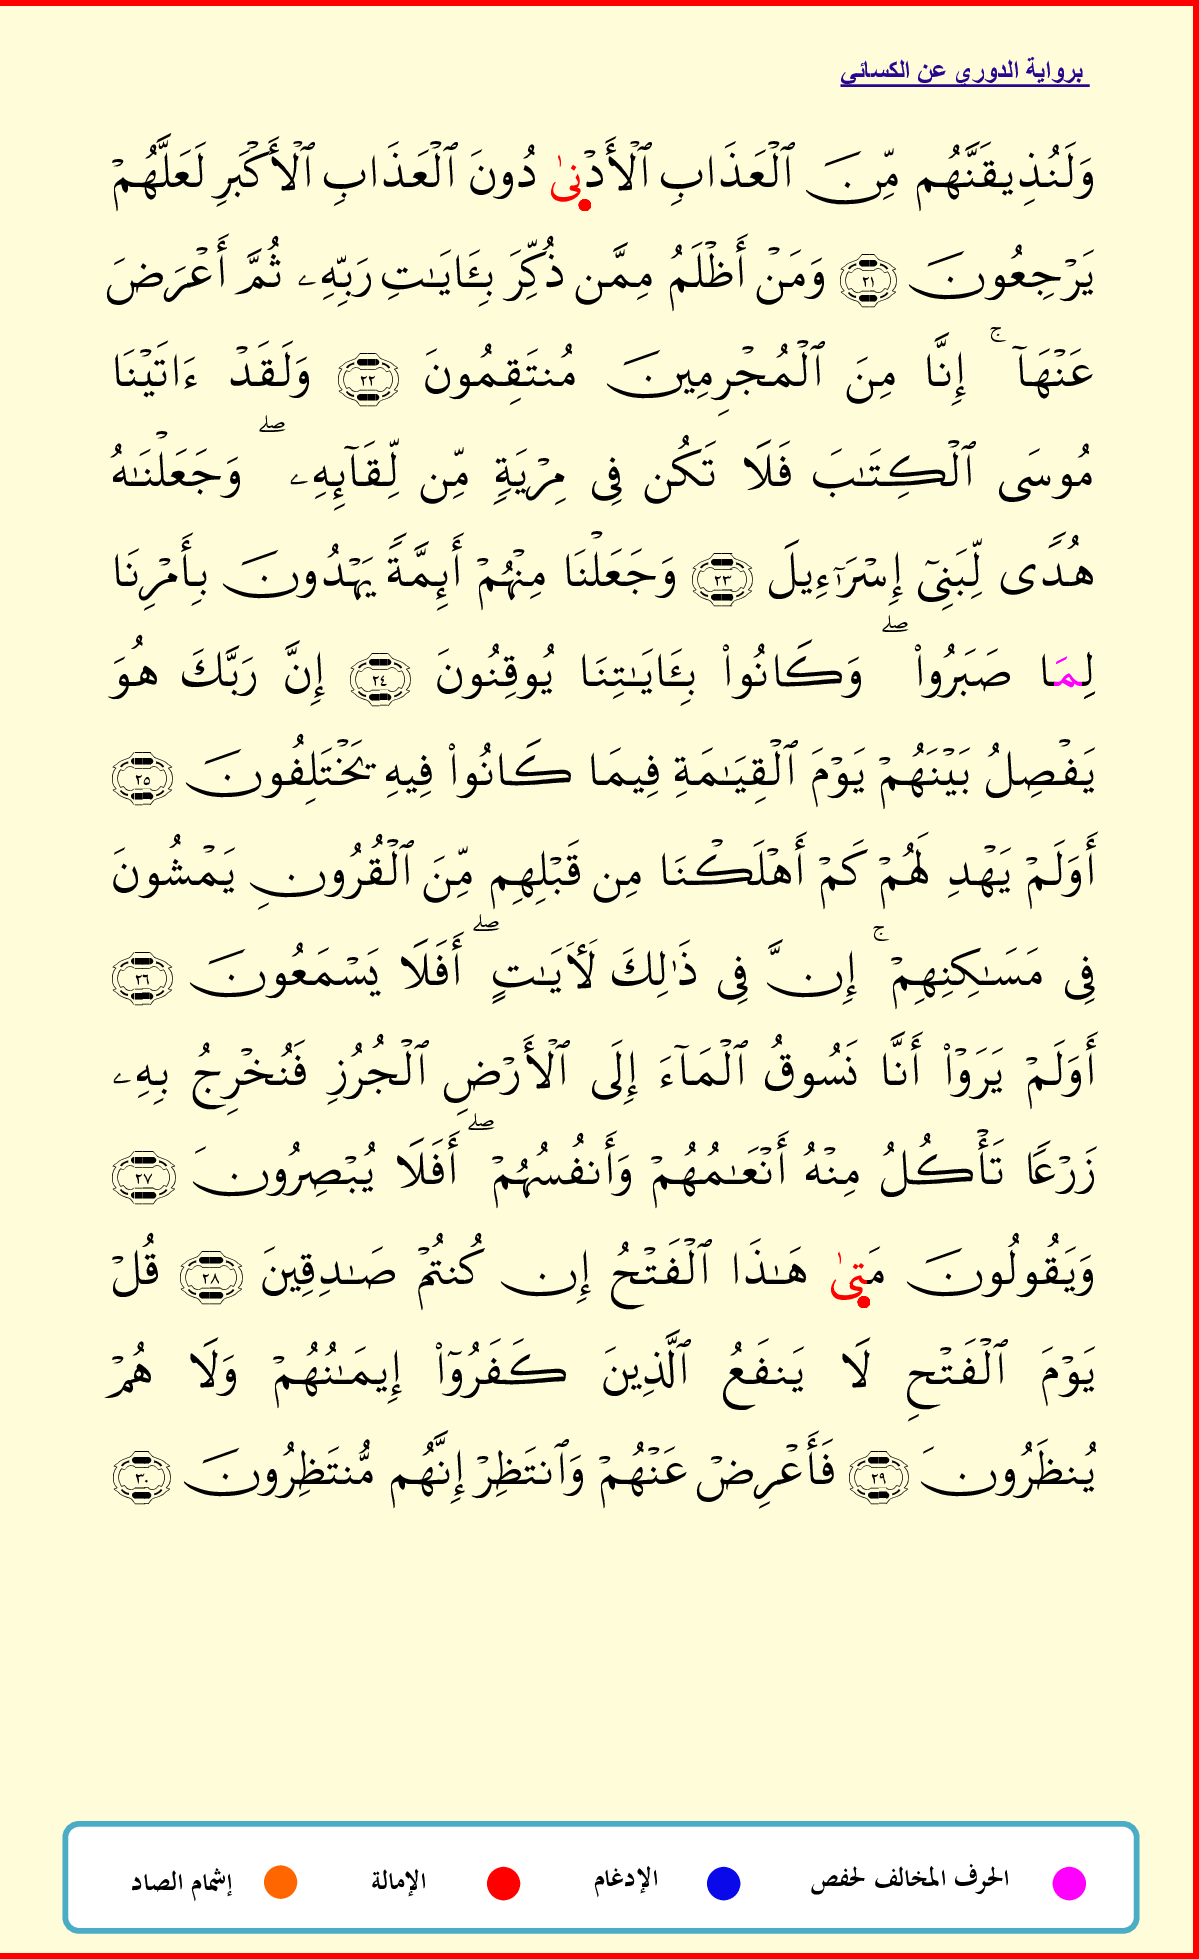 برواية الدوري عن الكسائي
وَلَنُذِيقَنَّهُم مِّنَ ٱلْعَذَابِ ٱلْأَدْنِىٰ دُونَ ٱلْعَذَابِ ٱلْأَكْبَرِ لَعَلَّهُمْ
يَرْجِعُونَ ٢١ وَمَنْ أَظْلَمُ مِمَّن ذُكِّرَ بِـَٔايَـٰتِ رَبِّهِۦ ثُمَّ أَعْرَضَ
عَنْهَآ ۚ إِنَّا مِنَ ٱلْمُجْرِمِينَ مُنتَقِمُونَ ٢٢ وَلَقَدْ ءَاتَيْنَا
مُوسَى ٱلْكِتَـٰبَ فَلَا تَكُن فِى مِرْيَةٍ مِّن لِّقَآئِهِۦ ۖ وَجَعَلْنَـٰهُ
هُدًى لِّبَنِىٓ إِسْرَٰٓءِيلَ ٢٣ وَجَعَلْنَا مِنْهُمْ أَئِمَّةً يَهْدُونَ بِأَمْرِنَا
لِمَا صَبَرُوا۟ ۖ وَكَانُوا۟ بِـَٔايَـٰتِنَا يُوقِنُونَ ٢٤ إِنَّ رَبَّكَ هُوَ
يَفْصِلُ بَيْنَهُمْ يَوْمَ ٱلْقِيَـٰمَةِ فِيمَا كَانُوا۟ فِيهِ يَخْتَلِفُونَ ٢٥
أَوَلَمْ يَهْدِ لَهُمْ كَمْ أَهْلَكْنَا مِن قَبْلِهِم مِّنَ ٱلْقُرُونِ يَمْشُونَ
فِى مَسَـٰكِنِهِمْ ۚ إِنَّ فِى ذَٰلِكَ لَـَٔايَـٰتٍ ۖ أَفَلَا يَسْمَعُونَ ٢٦
أَوَلَمْ يَرَوْا۟ أَنَّا نَسُوقُ ٱلْمَآءَ إِلَى ٱلْأَرْضِ ٱلْجُرُزِ فَنُخْرِجُ بِهِۦ
زَرْعًا تَأْكُلُ مِنْهُ أَنْعَـٰمُهُمْ وَأَنفُسُهُمْ ۖ أَفَلَا يُبْصِرُونَ ٢٧
وَيَقُولُونَ مَتِىٰ هَـٰذَا ٱلْفَتْحُ إِن كُنتُمْ صَـٰدِقِينَ ٢٨ قُلْ
يَوْمَ ٱلْفَتْحِ لَا يَنفَعُ ٱلَّذِينَ كَفَرُوٓا۟ إِيمَـٰنُهُمْ وَلَا هُمْ
يُنظَرُونَ ٢٩ فَأَعْرِضْ عَنْهُمْ وَٱنتَظِرْ إِنَّهُم مُّنتَظِرُونَ ٣٠
الحرف المخالف لحفص الإدغام الإمالة إشمام الصاد